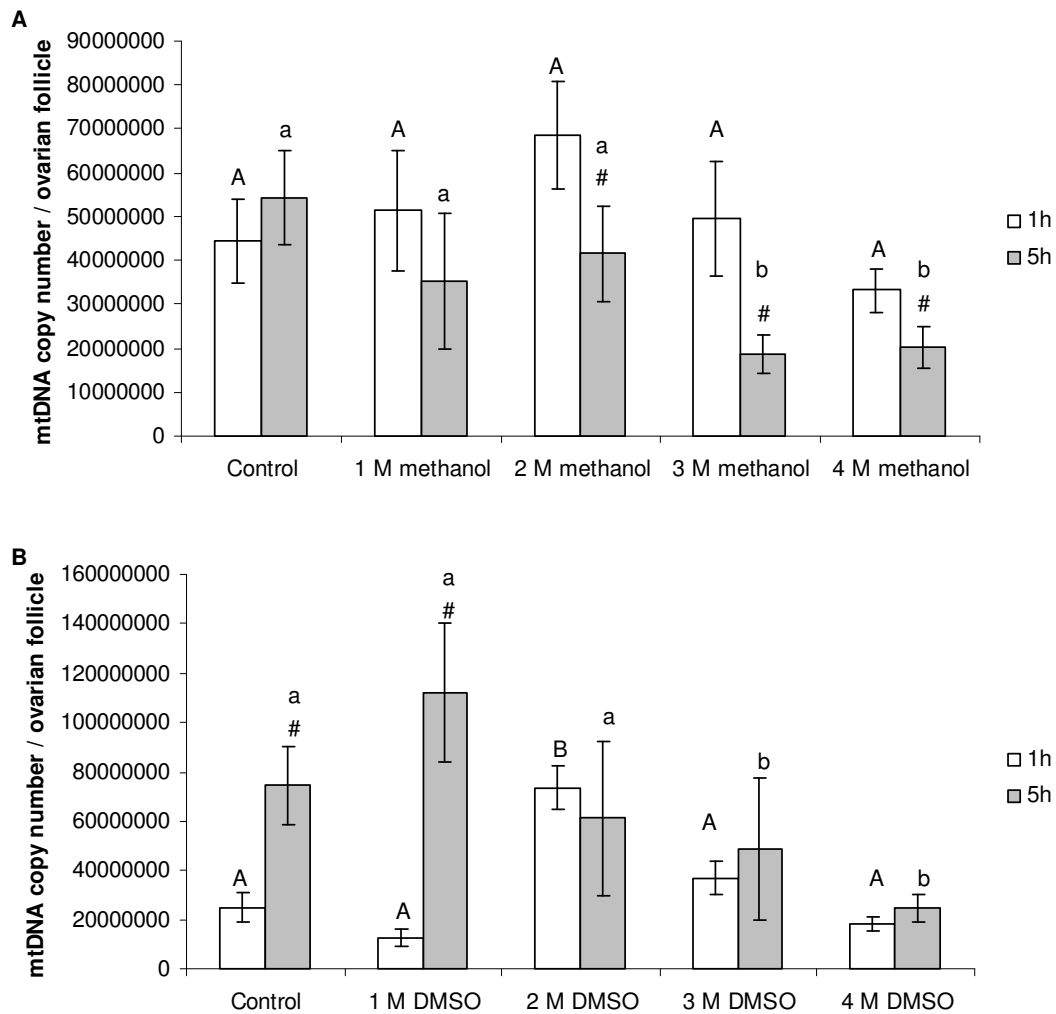 A
mtDNA copy number / ovarian follicle
90000000
80000000
70000000
60000000
50000000
40000000
30000000
20000000
10000000
0
A
a
A
a
A
a
#
A
b
#
A
b
#
Control
1 M methanol
2 M methanol
3 M methanol
4 M methanol
1h
5h
B
mtDNA copy number / ovarian follicle
160000000
140000000
120000000
100000000
80000000
60000000
40000000
20000000
0
A
a
#
A
a
#
B
a
A
b
A
b
Control
1 M DMSO
2 M DMSO
3 M DMSO
4 M DMSO
1h
5h